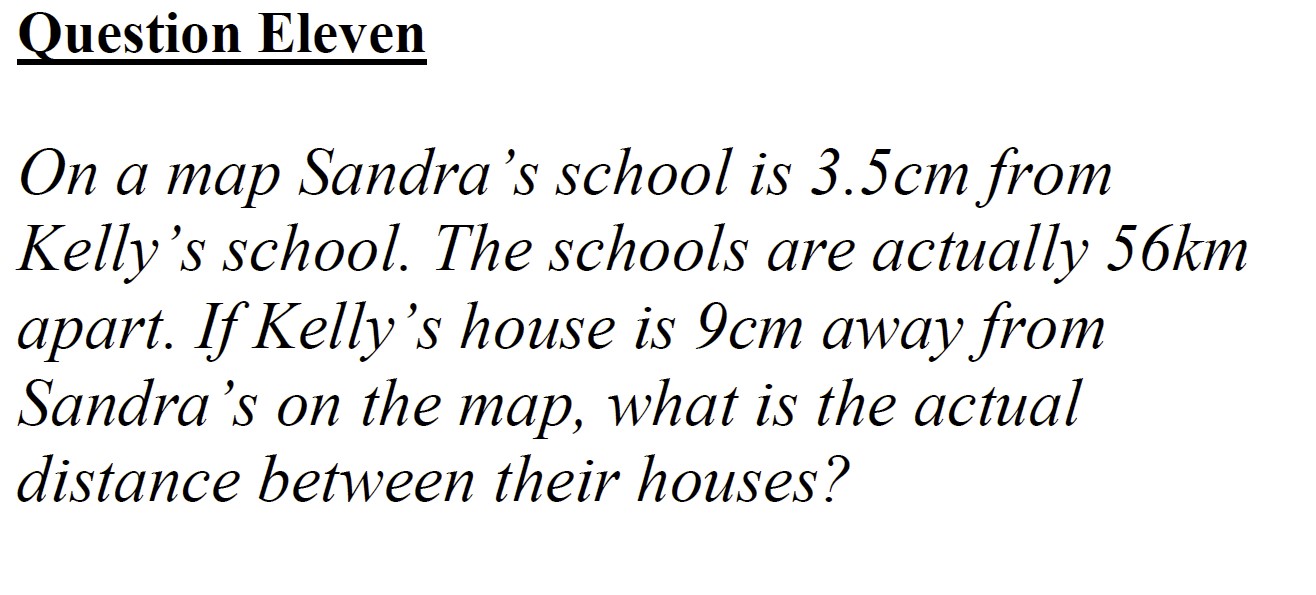 Question Eleven
On a map Sandra’s school is 3.5cm from
Kelly’s school. The schools are actually 56km
apart. If Kelly’s house is 9cm away from
Sandra’s on the map, what is the actual
distance between their houses?